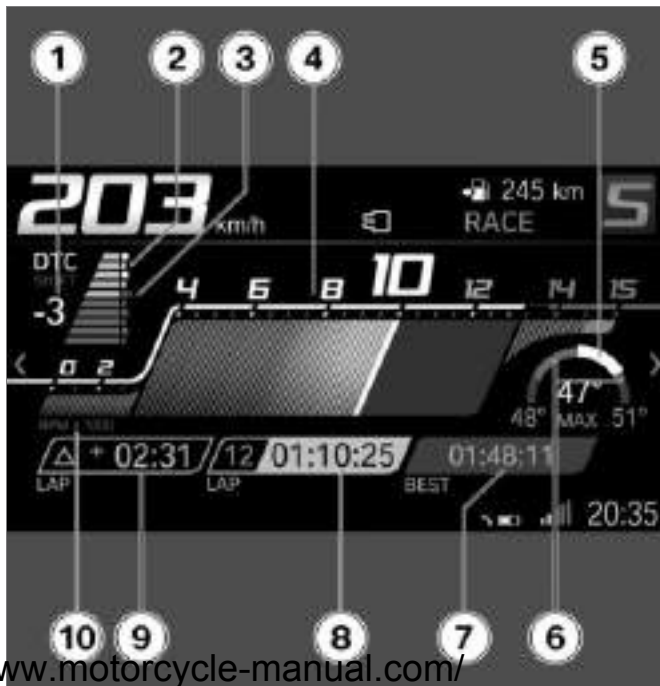 1 2 3 4 5
203 km/h
245 km
RACE
5
DTC
SHIFT
-3
4 6 8 10 12 14 15
0 2
47°
48° MAX 51°
RPM x 1000
△ + 02:31
LAP
12 01:10:25
LAP
01:48:11
BEST
20:35
10 9 8 7 6
www.motorcycle-manual.com/